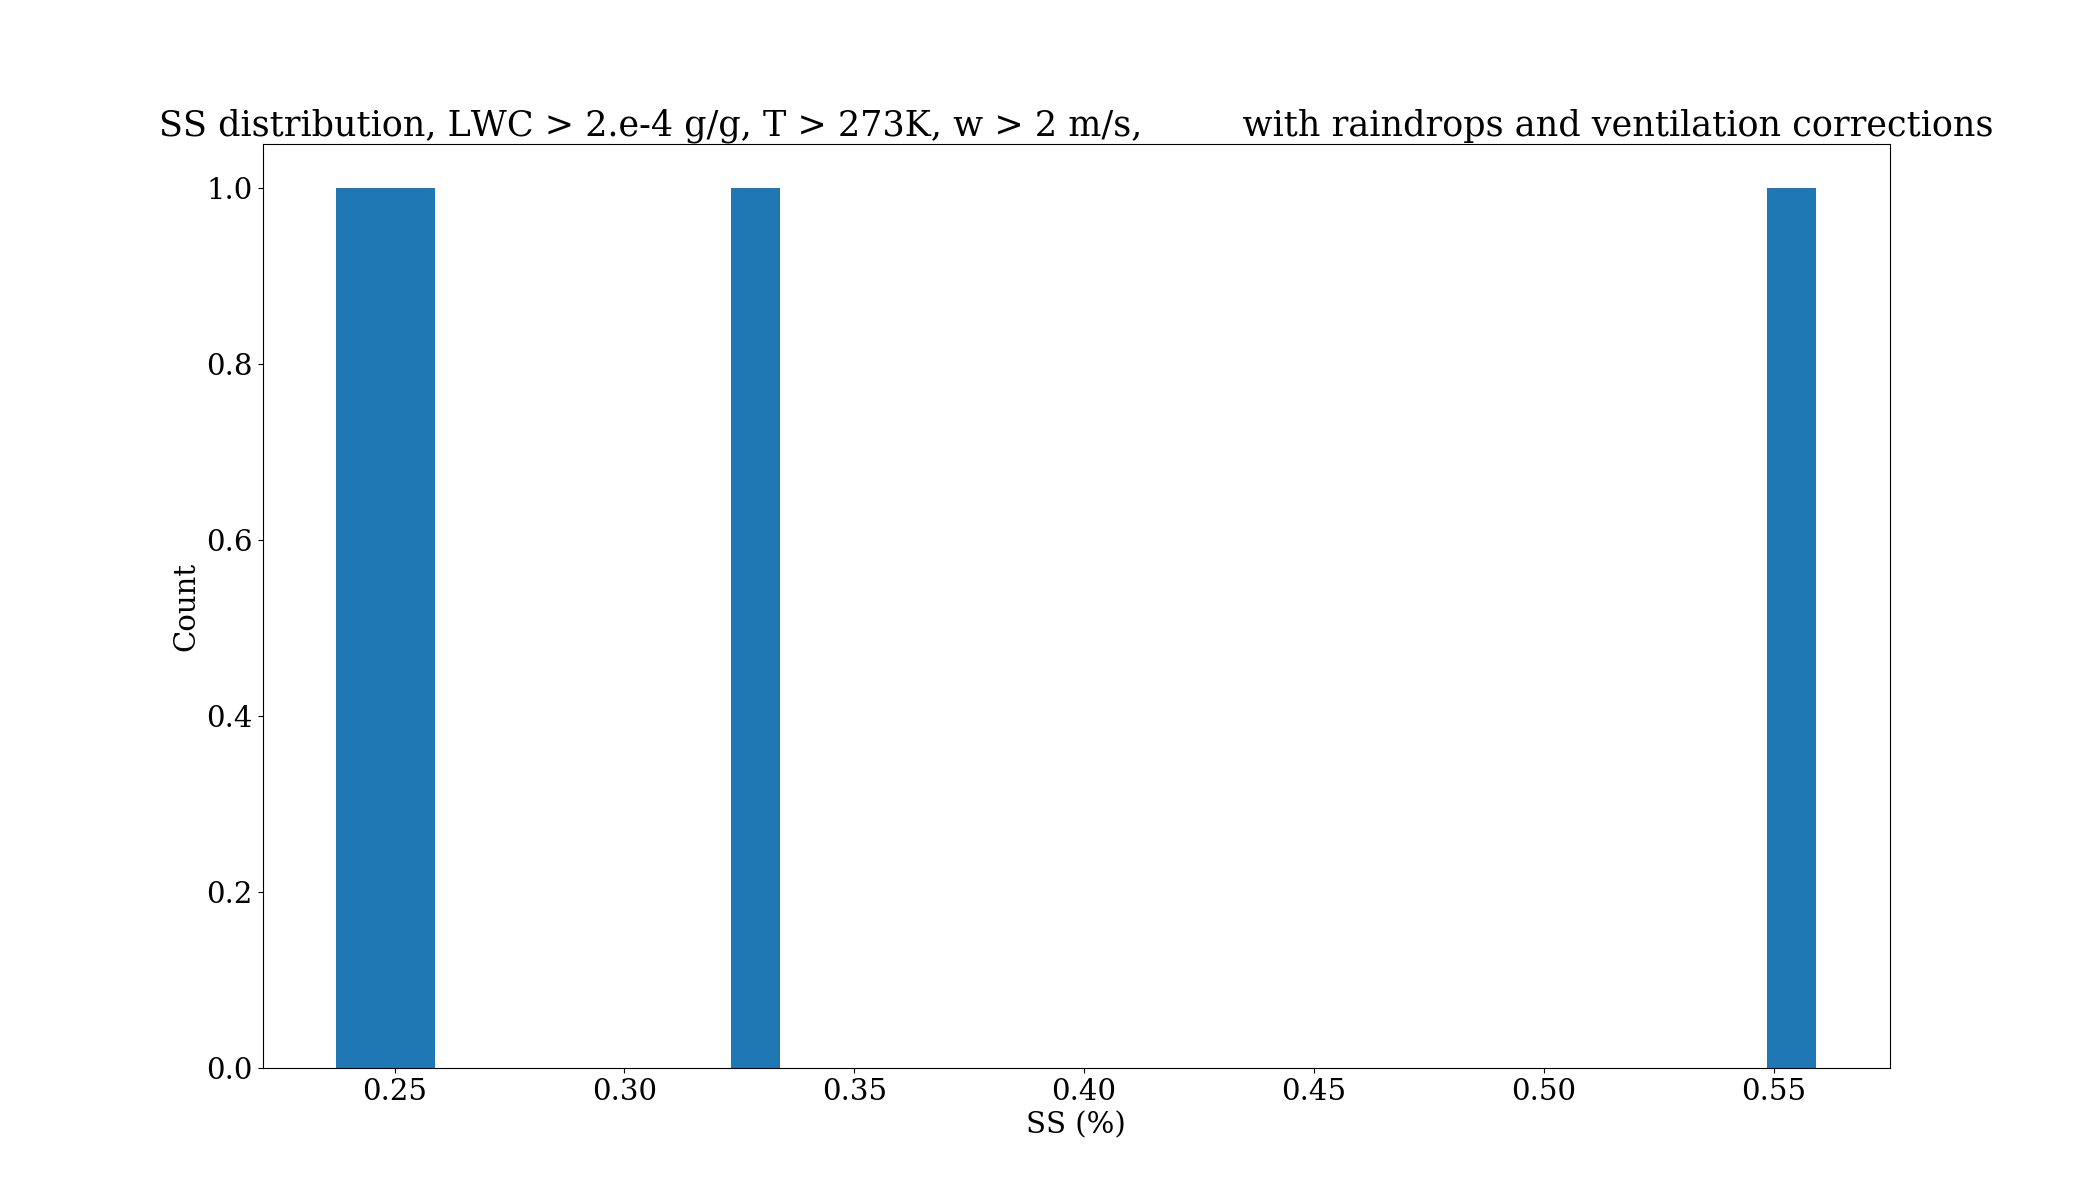 SS distribution, LWC > 2.e-4 g/g, T > 273K, w > 2 m/s, with raindrops and ventilation corrections
1.0
0.8
0.6
0.4
0.2
0.0
Count
0.25 0.30 0.35 0.40 0.45 0.50 0.55
SS (%)